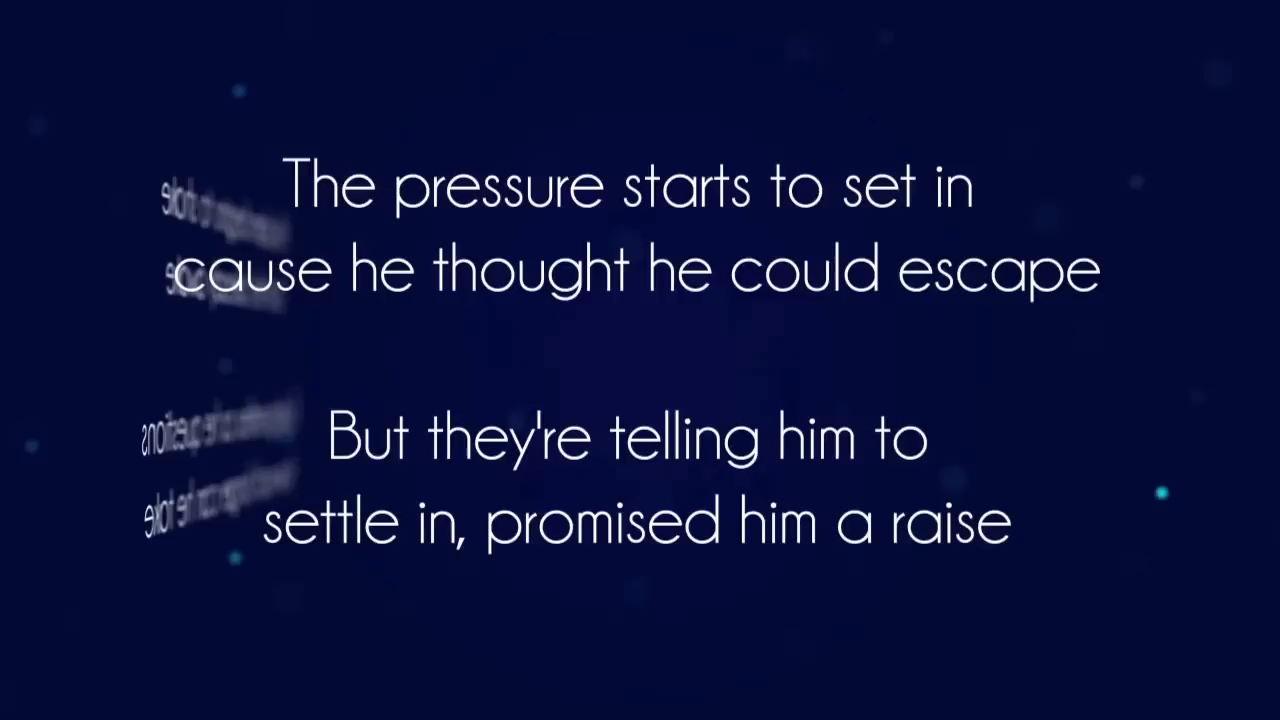 The pressure starts to set in
cause he thought he could escape
But they're telling him to
settle in, promised him a raise